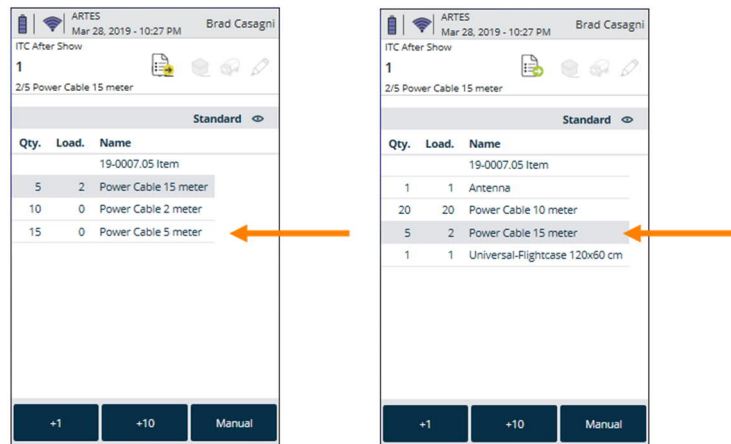 ARTES
Mar 28, 2019 - 10:27 PM Brad Casagni
ITC After Show
1
2/5 Power Cable 15 meter
Standard
Qty. Load. Name
19-0007.05 Item
5 2 Power Cable 15 meter
10 0 Power Cable 2 meter
15 0 Power Cable 5 meter
+1 +10 Manual
ARTES
Mar 28, 2019 - 10:27 PM Brad Casagni
ITC After Show
1
2/5 Power Cable 15 meter
Standard
Qty. Load. Name
19-0007.05 Item
1 1 Antenna
20 20 Power Cable 10 meter
5 2 Power Cable 15 meter
1 1 Universal-Flightcase 120x60 cm
+1 +10 Manual